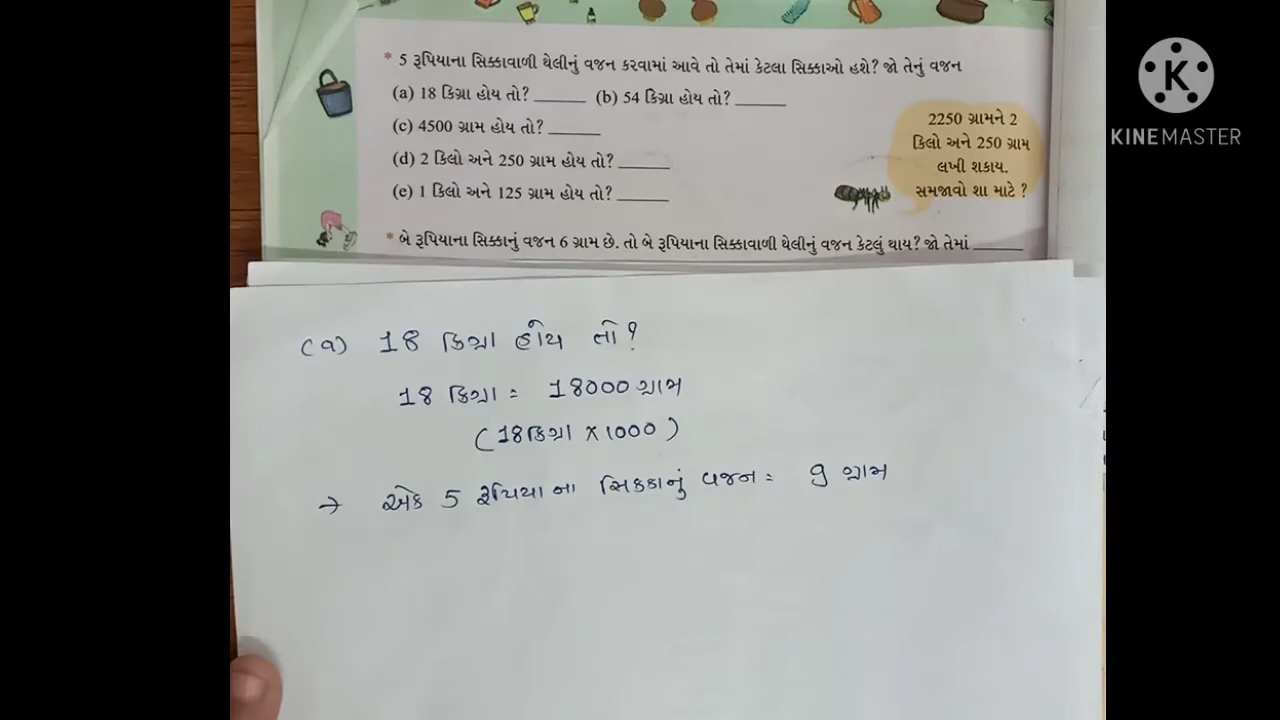 * 5 રૂપિયાના સિક્કાવાળી થેલીનું વજન કરવામાં આવે તો તેમાં કેટલા સિક્કાઓ હશે? જો તેનું વજન
(a) 18 કિગ્રા હોય તો? ______ (b) 54 કિગ્રા હોય તો? ______
(c) 4500 ગ્રામ હોય તો? ______
(d) 2 કિલો અને 250 ગ્રામ હોય તો? ______
(e) 1 કિલો અને 125 ગ્રામ હોય તો? ______
2250 ગ્રામને 2
કિલો અને 250 ગ્રામ
લખી શકાય.
સમજાવો શા માટે ?
* બે રૂપિયાના સિક્કાનું વજન 6 ગ્રામ છે. તો બે રૂપિયાના સિક્કાવાળી થેલીનું વજન કેટલું થાય? જો તેમાં ______
KINEMASTER
(a) 18 કિગ્રા હોય તો?
18 કિગ્રા = 18000 ગ્રામ
(18 કિગ્રા × 1000)
→ એક 5 રૂપિયા ના સિક્કાનું વજન = 9 ગ્રામ